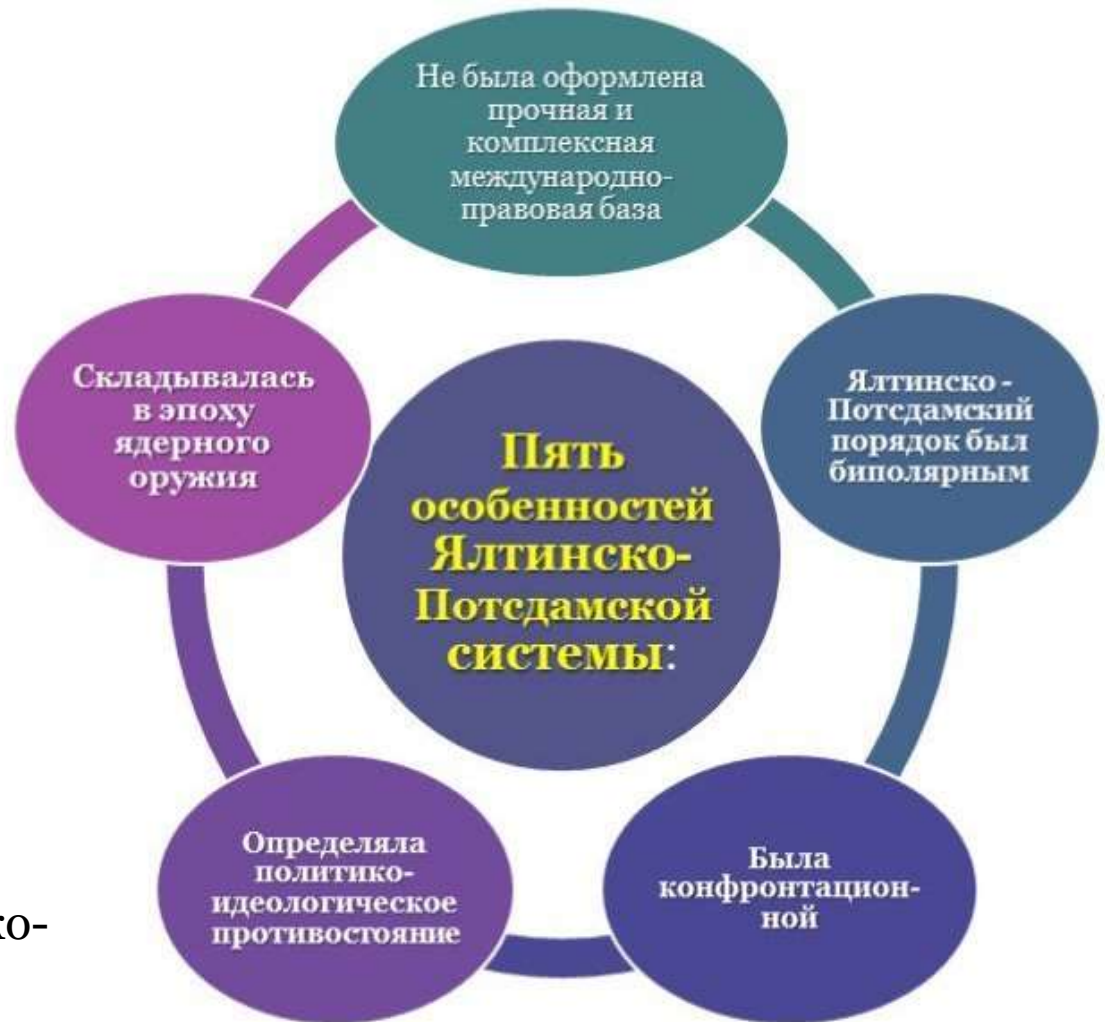 Не была оформлена
прочная и
комплексная
международно-
правовая база
Ялтинско -
Потсдамский
порядок был
биполярным
Была
конфронтацион-
ной
Определяла
политико-
идеологическое
противостояние
Складывалась
в эпоху
ядерного
оружия
Пять
особенностей
Ялтинско-
Потсдамской
системы: